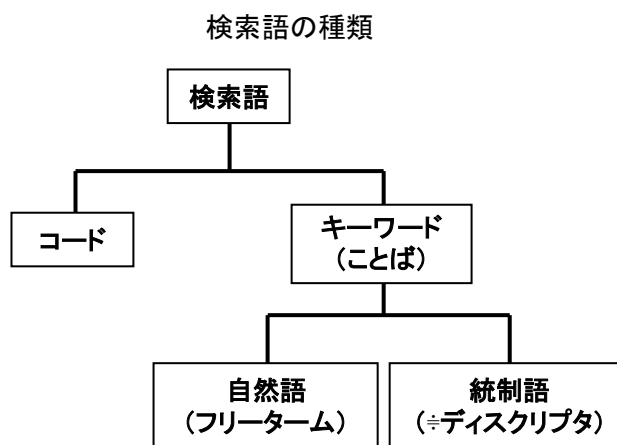 検索語の種類
検索語
コード
キーワード
(ことば)
自然語
(フリーターム)
統制語
(≑ディスクリプタ)